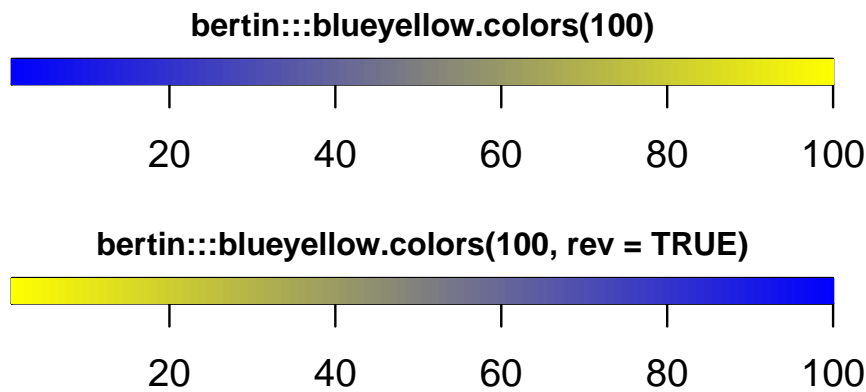 bertin:::blueyellow.colors(100)
20 40 60 80 100
bertin:::blueyellow.colors(100, rev = TRUE)
20 40 60 80 100